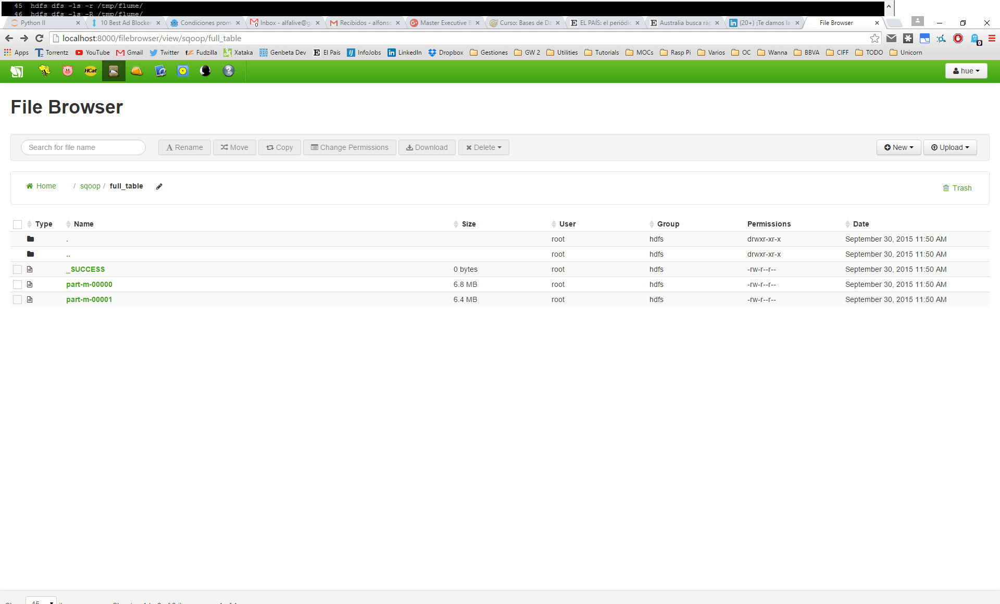 45 hdfs dfs -ls -r /tmp/flume/
46 hdfs dfs -ls -R /tmp/flume/
Python II 10 Best Ad Blocker Condiciones prom Inbox - alfalive@g Recibidos - alfonso Master Executive B Curso: Bases de Da EL PAÍS: el periódic Australia busca ráp (20+) ¡Te damos la File Browser
localhost:8000/filebrowser/view/sqoop/full_table
Apps Torrentz YouTube Gmail Twitter Fudzilla Xataka Genbeta Dev El País InfoJobs LinkedIn Dropbox Gestiones GW 2 Utilities Tutorials MOCs Rasp Pi Varios OC Wanna BBVA CIFF TODO Unicorn
HCat hue
File Browser
Search for file name Rename Move Copy Change Permissions Download Delete New Upload
Home / sqoop / full_table Trash
Type Name Size User Group Permissions Date
. root hdfs drwxr-xr-x September 30, 2015 11:50 AM
.. root hdfs drwxr-xr-x September 30, 2015 11:50 AM
_SUCCESS 0 bytes root hdfs -rw-r--r-- September 30, 2015 11:50 AM
part-m-00000 6.8 MB root hdfs -rw-r--r-- September 30, 2015 11:50 AM
part-m-00001 6.4 MB root hdfs -rw-r--r-- September 30, 2015 11:50 AM
45